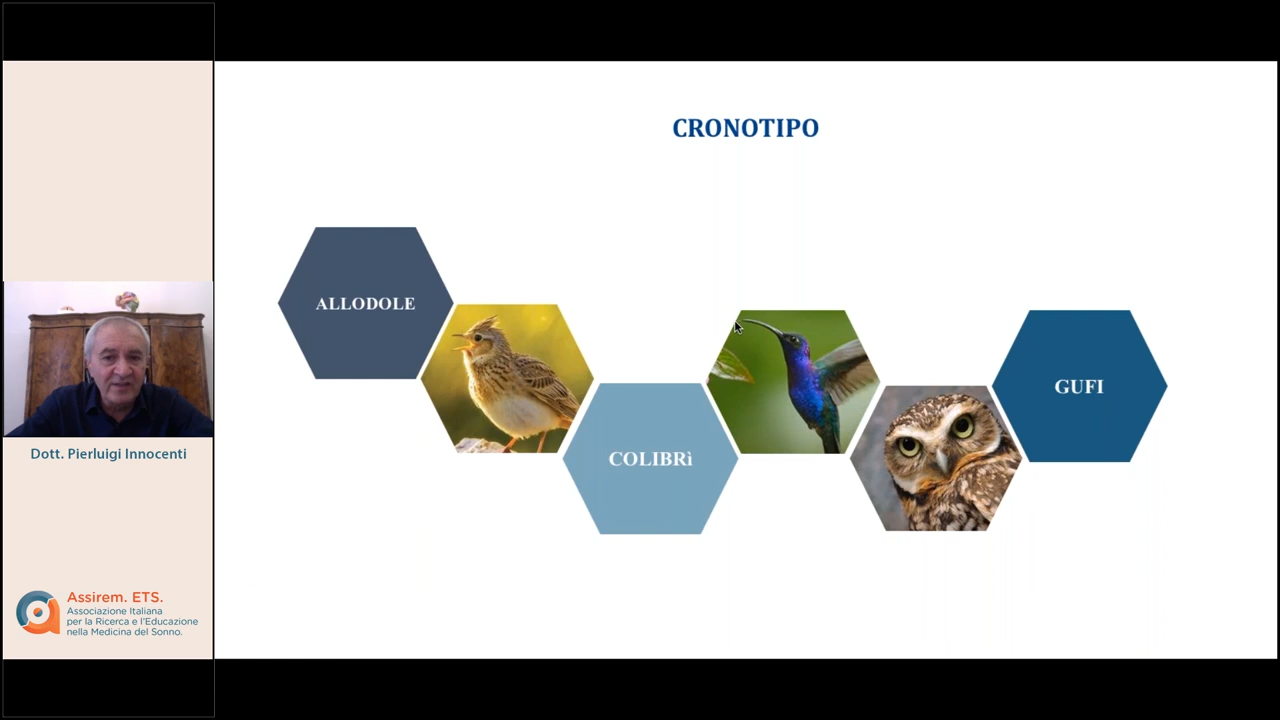 CRONOTIPO
ALLODOLE
COLIBRì
GUFI
Dott. Pierluigi Innocenti
Assirem. ETS.
Associazione Italiana
per la Ricerca e l'Educazione
nella Medicina del Sonno.